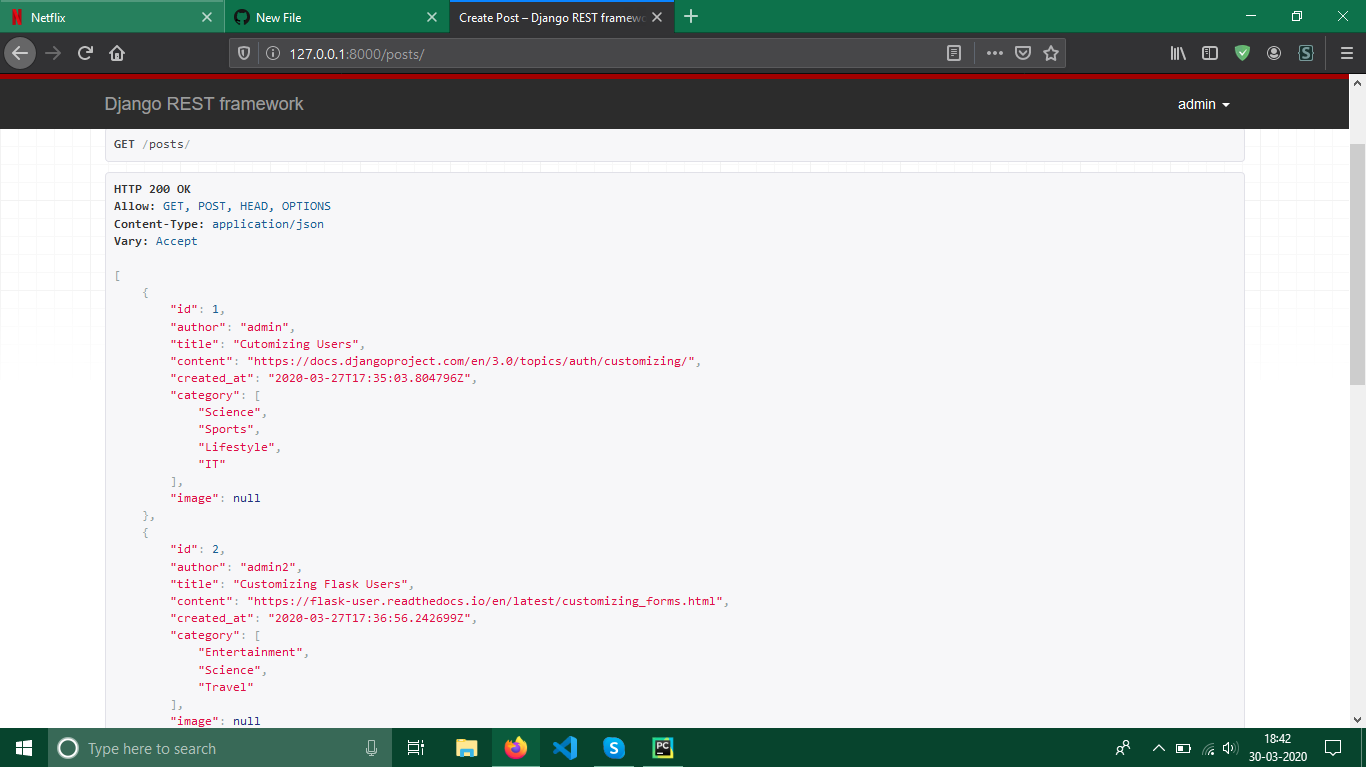 Netflix
New File
Create Post – Django REST framewo
127.0.0.1:8000/posts/
Django REST framework
admin
GET /posts/
HTTP 200 OK
Allow: GET, POST, HEAD, OPTIONS
Content-Type: application/json
Vary: Accept
[
{
"id": 1,
"author": "admin",
"title": "Cutomizing Users",
"content": "https://docs.djangoproject.com/en/3.0/topics/auth/customizing/",
"created_at": "2020-03-27T17:35:03.804796Z",
"category": [
"Science",
"Sports",
"Lifestyle",
"IT"
],
"image": null
},
{
"id": 2,
"author": "admin2",
"title": "Customizing Flask Users",
"content": "https://flask-user.readthedocs.io/en/latest/customizing_forms.html",
"created_at": "2020-03-27T17:36:56.242699Z",
"category": [
"Entertainment",
"Science",
"Travel"
],
"image": null
Type here to search
18:42
30-03-2020